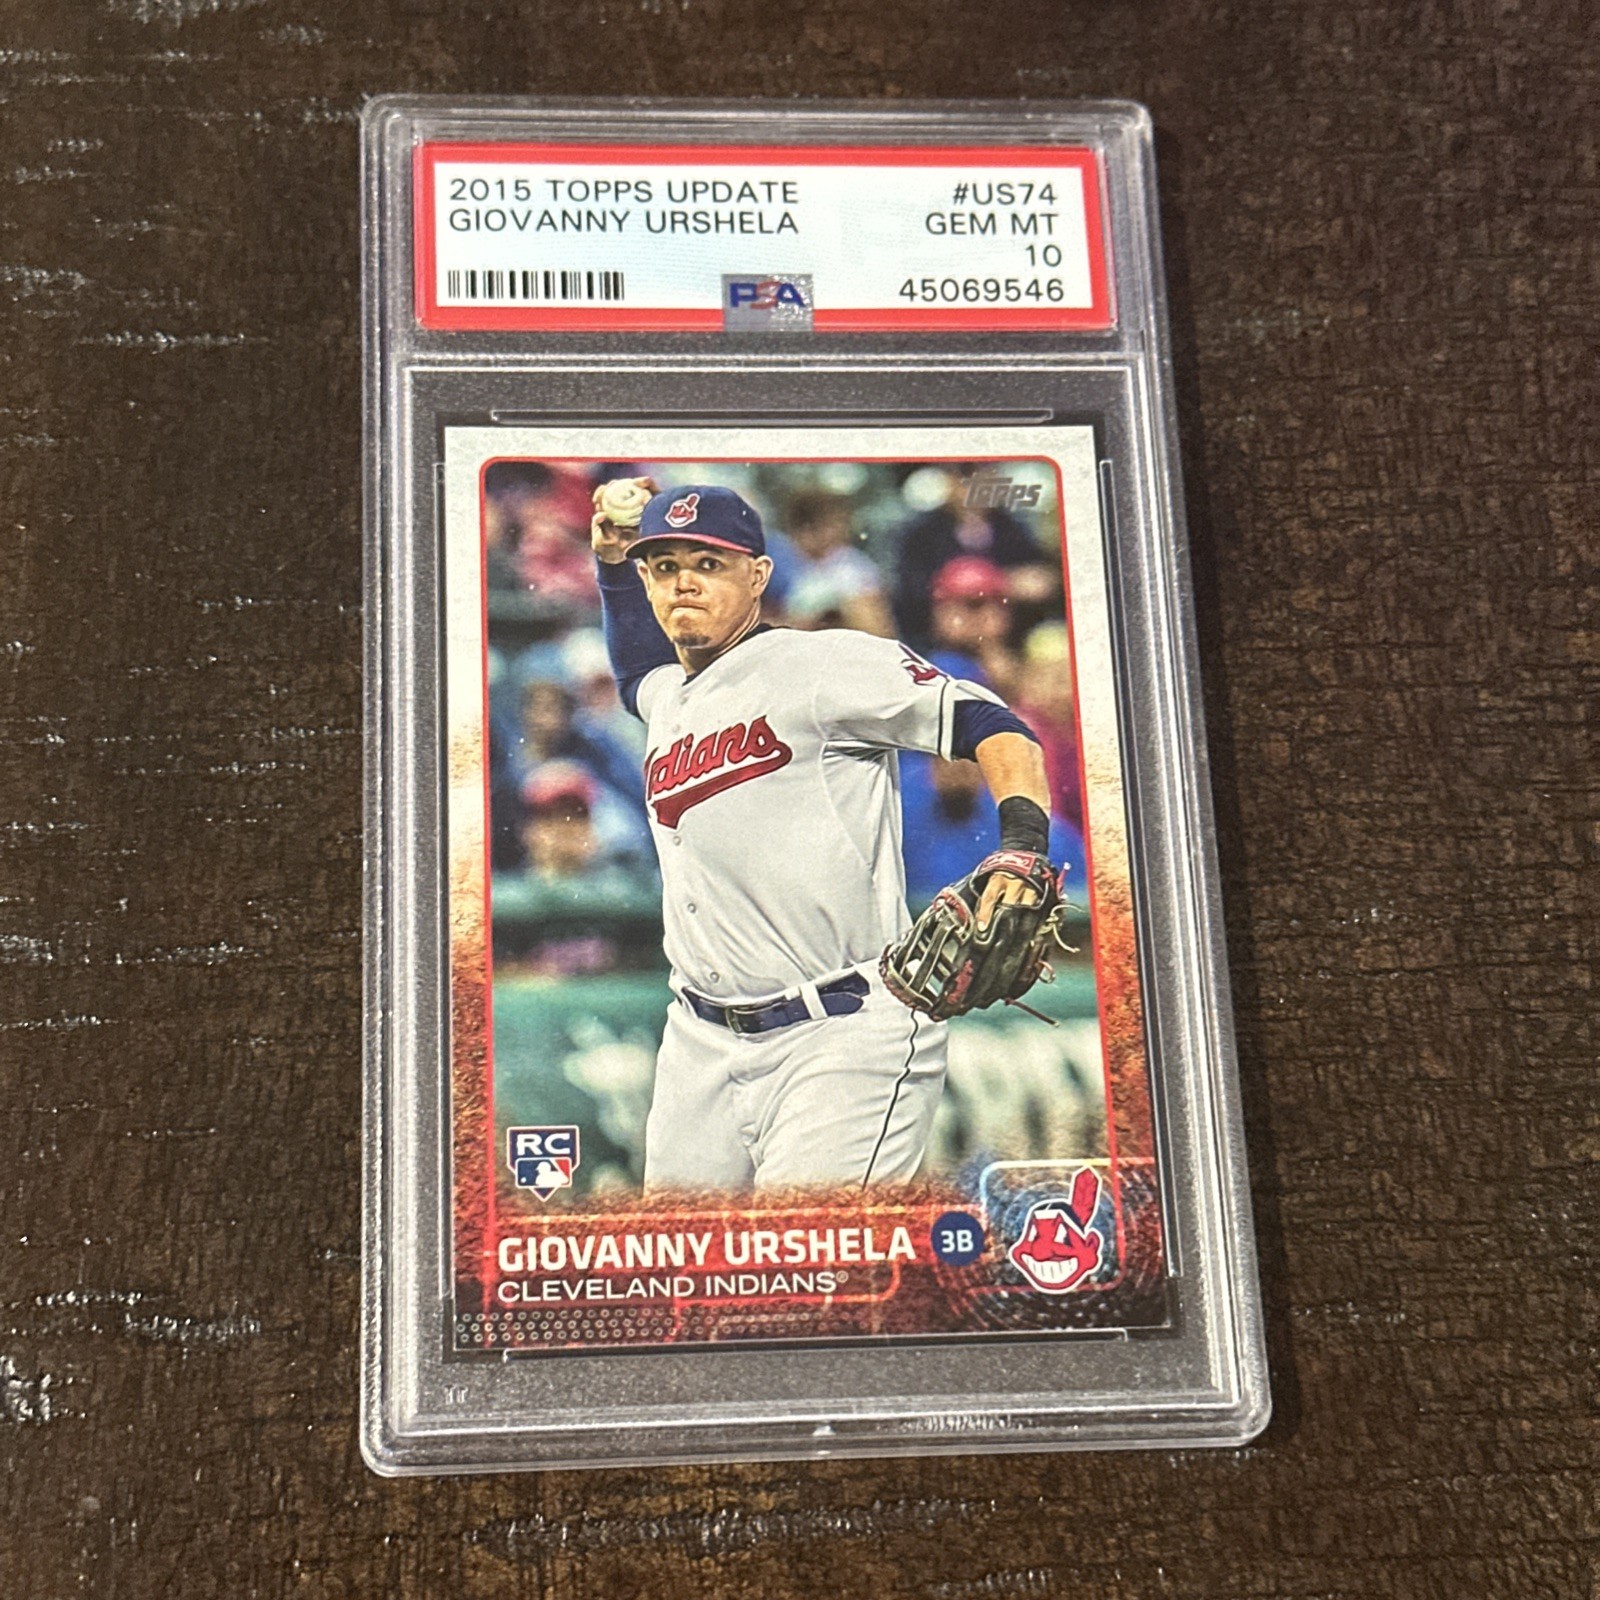 2015 TOPPS UPDATE #US74
GIOVANNY URSHELA GEM MT
10
PSA 45069546
Topps
Indians
RC
GIOVANNY URSHELA 3B
CLEVELAND INDIANS®